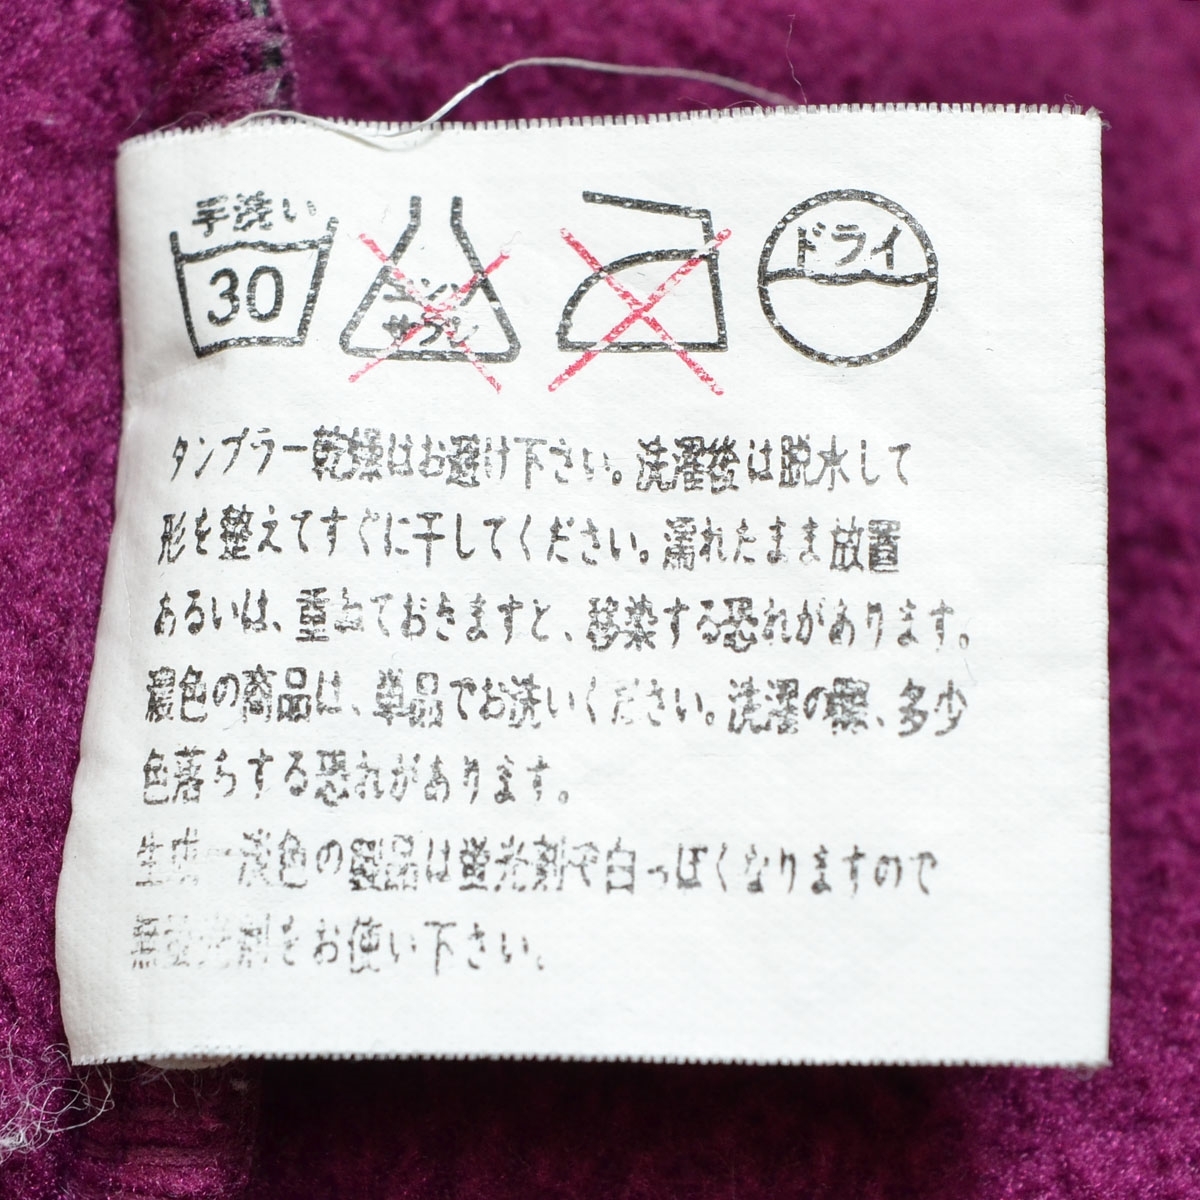 手洗い
30
エンソ
サラシ
ドライ
タンブラー乾燥はお避け下さい。洗濯後は脱水して
形を整えてすぐに干してください。濡れたまま放置
あるいは、重ねておきますと、移染する恐れがあります。
濃色の商品は、単品でお洗いください。洗濯の際、多少
色落ちする恐れがあります。
生成〜淡色の製品は蛍光剤で白っぽくなりますので
無蛍光剤をお使い下さい。